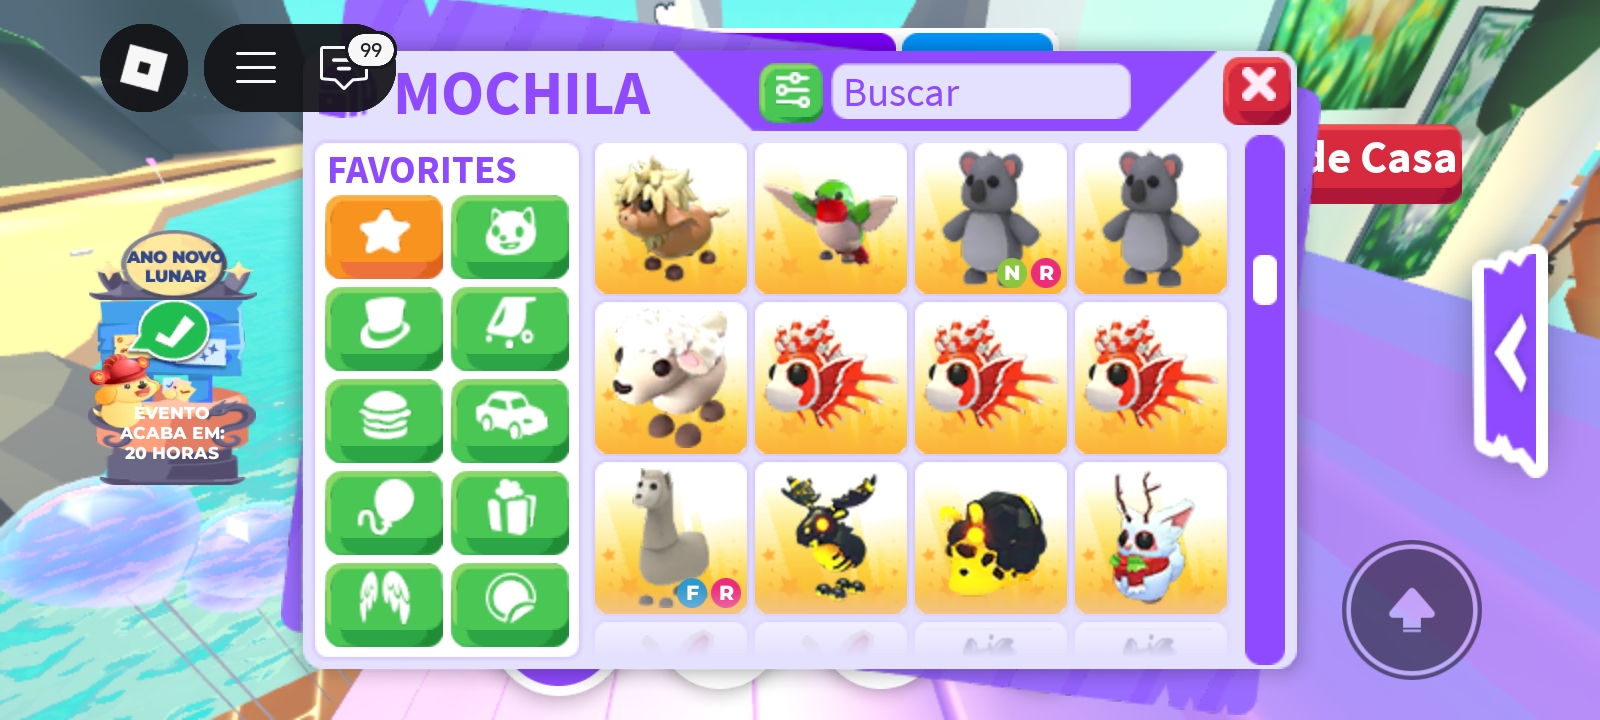 99
MOCHILA
Buscar
de Casa
FAVORITES
N R
ANO NOVO
LUNAR
EVENTO
ACABA EM:
20 HORAS
F R